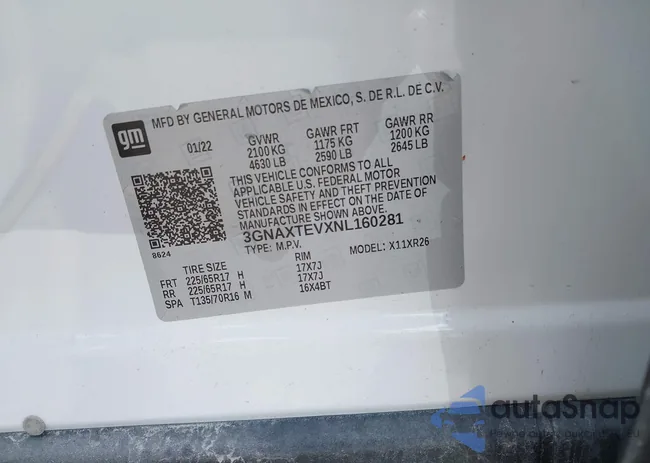 MFD BY GENERAL MOTORS DE MEXICO, S. DE R.L. DE C.V.
gm
01/22 GVWR GAWR FRT GAWR RR
2100 KG 1175 KG 1200 KG
4630 LB 2590 LB 2645 LB
THIS VEHICLE CONFORMS TO ALL
APPLICABLE U.S. FEDERAL MOTOR
VEHICLE SAFETY AND THEFT PREVENTION
STANDARDS IN EFFECT ON THE DATE OF
MANUFACTURE SHOWN ABOVE.
3GNAXTEVXNL160281
8624
TYPE: M.P.V. MODEL: X11XR26
TIRE SIZE RIM
FRT 225/65R17 H 17X7J
RR 225/65R17 H 17X7J
SPA T135/70R16 M 16X4BT
autoSnap